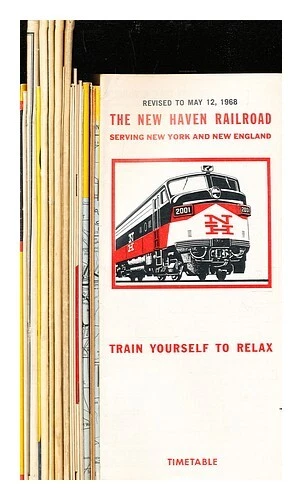 REVISED TO MAY 12, 1968
THE NEW HAVEN RAILROAD
SERVING NEW YORK AND NEW ENGLAND
2001
N
H
N
H
TRAIN YOURSELF TO RELAX
TIMETABLE